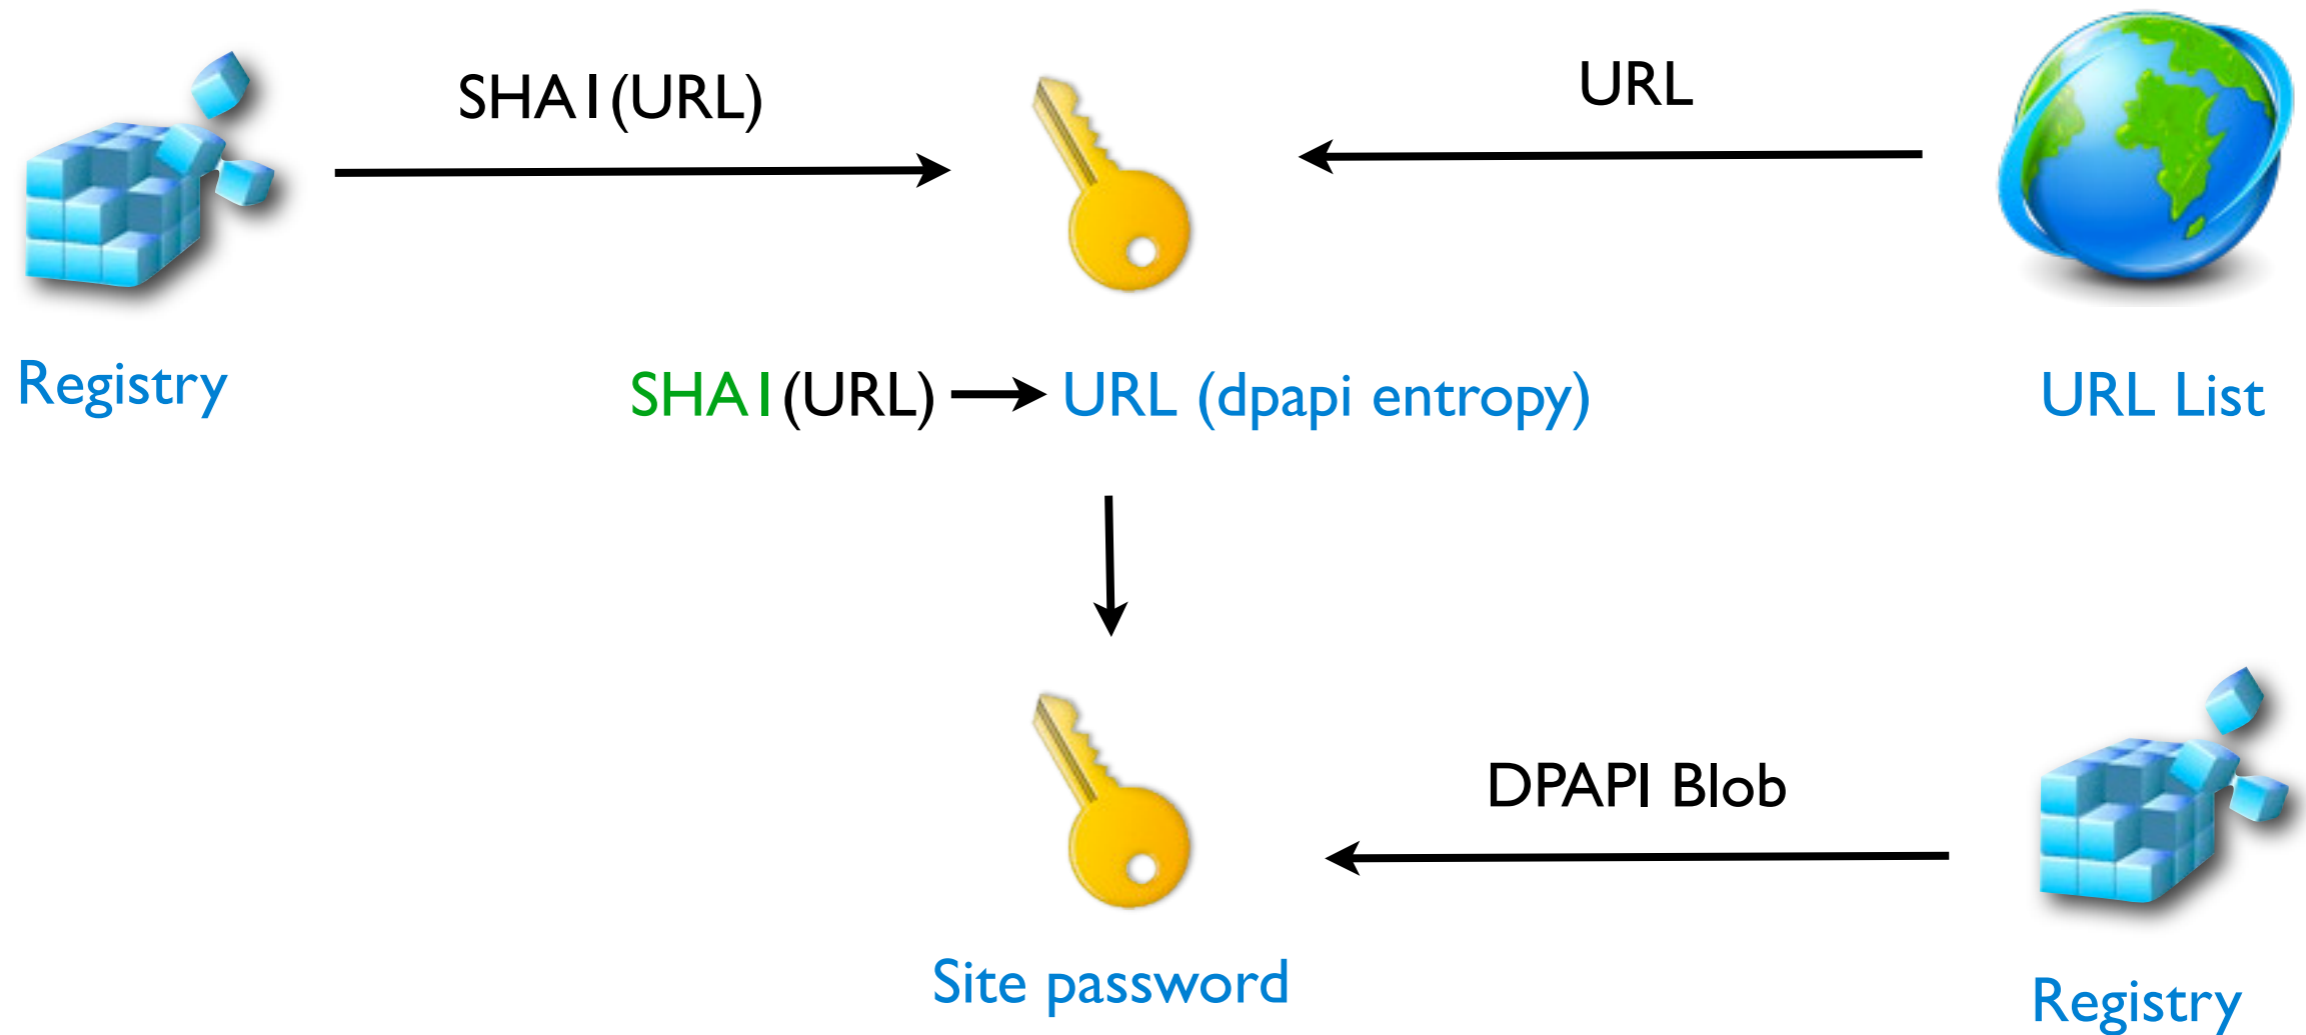 SHA1(URL)
URL
Registry
SHA1(URL) → URL (dpapi entropy)
URL List
DPAPI Blob
Site password
Registry